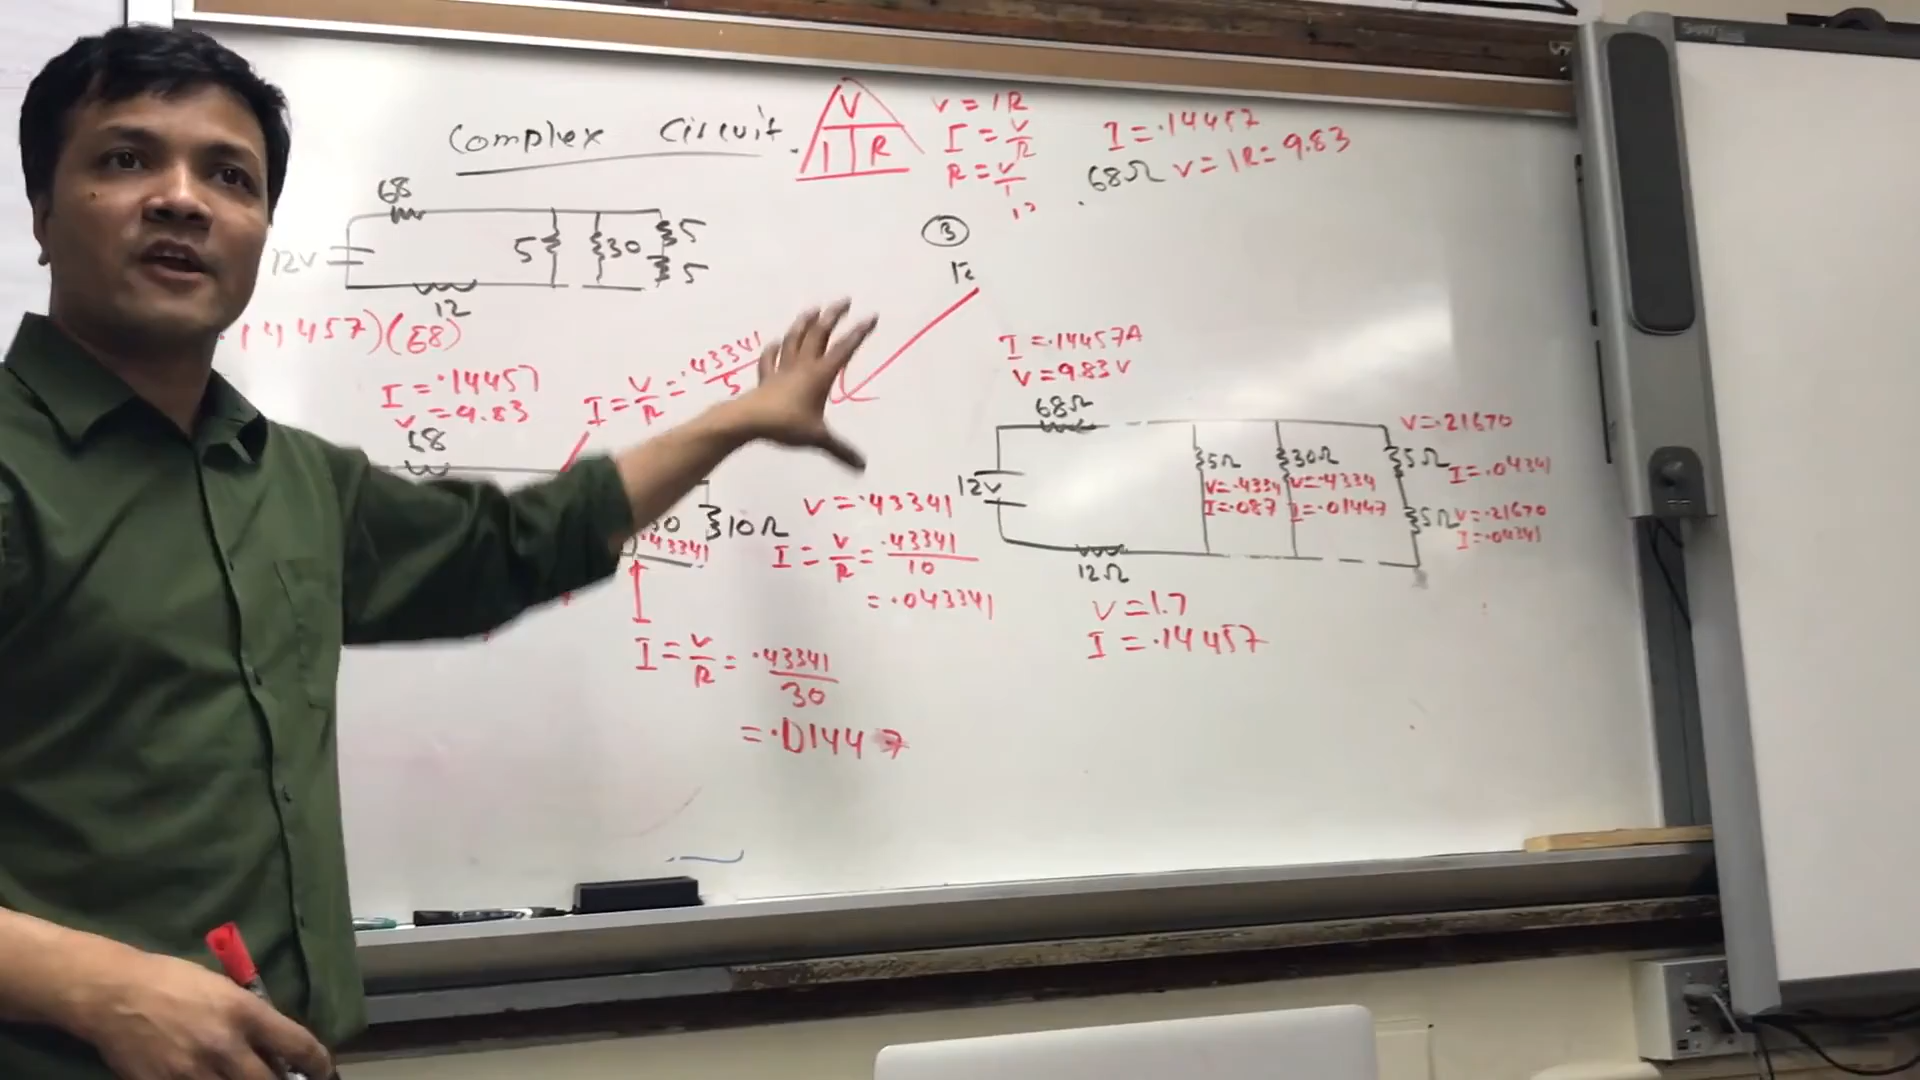 Complex Circuit.
V
I R
V = IR
I = V/R
R = V/I
I = .14457
68Ω V = IR = 9.83
68
12V
5
30
5
5
12
.14457)(68)
I = .14457
V = 9.83
68
I = V/R = .43341/5
10Ω
.43341
V = .43341
I = V/R = .43341/10
= .043341
I = V/R = .43341/30
= .01447
3
I = .14457A
V = 9.83V
68Ω
12V
5Ω
V = .4334
I = .087
30Ω
V = .4334
I = .01447
V = .21670
5Ω
I = .04341
5Ω
V = .21670
I = .04341
12Ω
V = 1.7
I = .14457
SMART